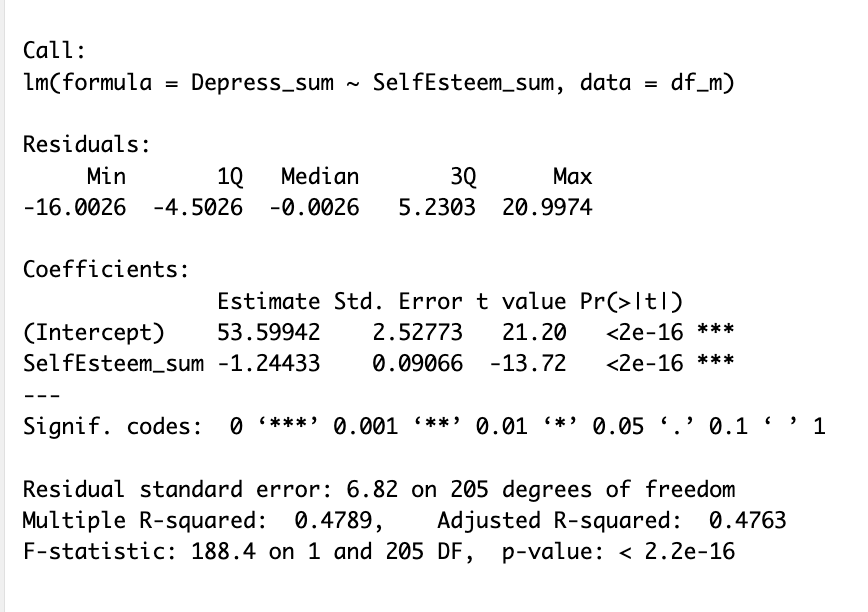 Call:
lm(formula = Depress_sum ~ SelfEsteem_sum, data = df_m)
Residuals:
     Min       1Q   Median       3Q      Max
-16.0026  -4.5026  -0.0026   5.2303  20.9974
Coefficients:
               Estimate Std. Error t value Pr(>|t|)
(Intercept)    53.59942    2.52773   21.20   <2e-16 ***
SelfEsteem_sum -1.24433    0.09066  -13.72   <2e-16 ***
---
Signif. codes:  0 ‘***’ 0.001 ‘**’ 0.01 ‘*’ 0.05 ‘.’ 0.1 ‘ ’ 1
Residual standard error: 6.82 on 205 degrees of freedom
Multiple R-squared:  0.4789,    Adjusted R-squared:  0.4763
F-statistic: 188.4 on 1 and 205 DF,  p-value: < 2.2e-16